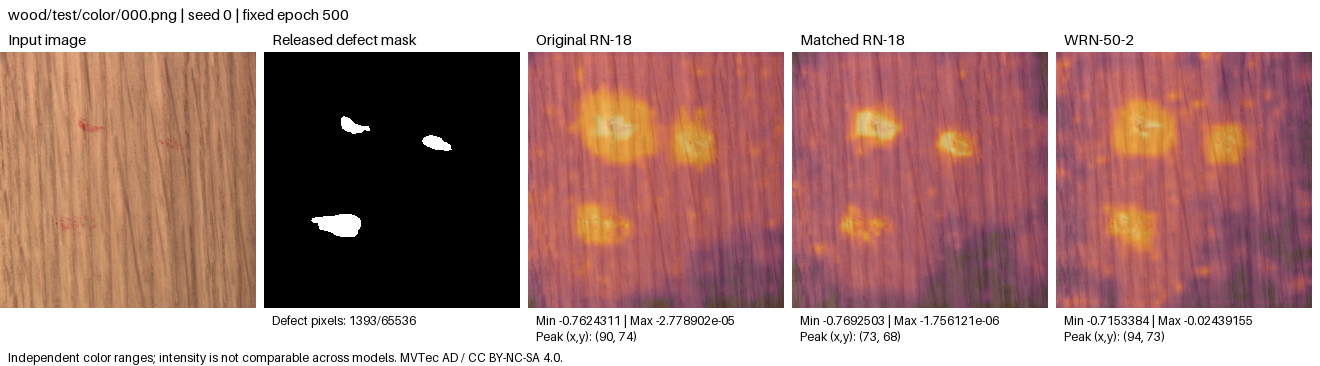 wood/test/color/000.png | seed 0 | fixed epoch 500
Input image
Released defect mask
Original RN-18
Matched RN-18
WRN-50-2
Defect pixels: 1393/65536
Min -0.7624311 | Max -2.778902e-05
Peak (x,y): (90, 74)
Min -0.7692503 | Max -1.756121e-06
Peak (x,y): (73, 68)
Min -0.7153384 | Max -0.02439155
Peak (x,y): (94, 73)
Independent color ranges; intensity is not comparable across models. MVTec AD / CC BY-NC-SA 4.0.